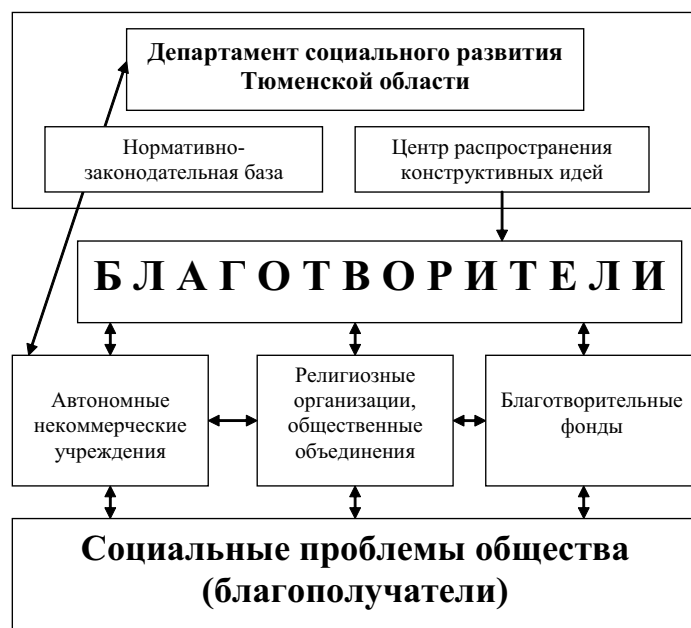 Департамент социального развития
Тюменской области
Нормативно-
законодательная база
Центр распространения
конструктивных идей
БЛАГОТВОРИТЕЛИ
Автономные
некоммерческие
учреждения
Религиозные
организации,
общественные
объединения
Благотворительные
фонды
Социальные проблемы общества
(благополучатели)